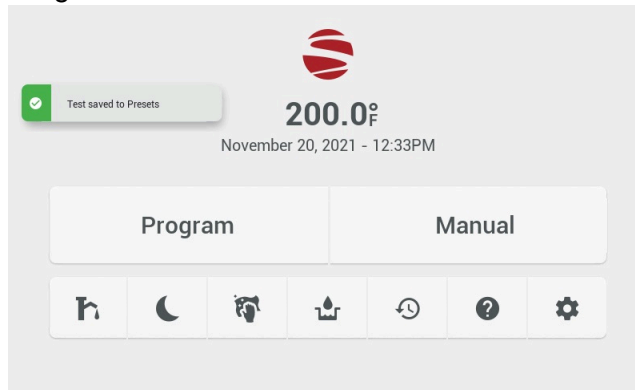 Test saved to Presets
200.0°F
November 20, 2021 - 12:33PM
Program
Manual